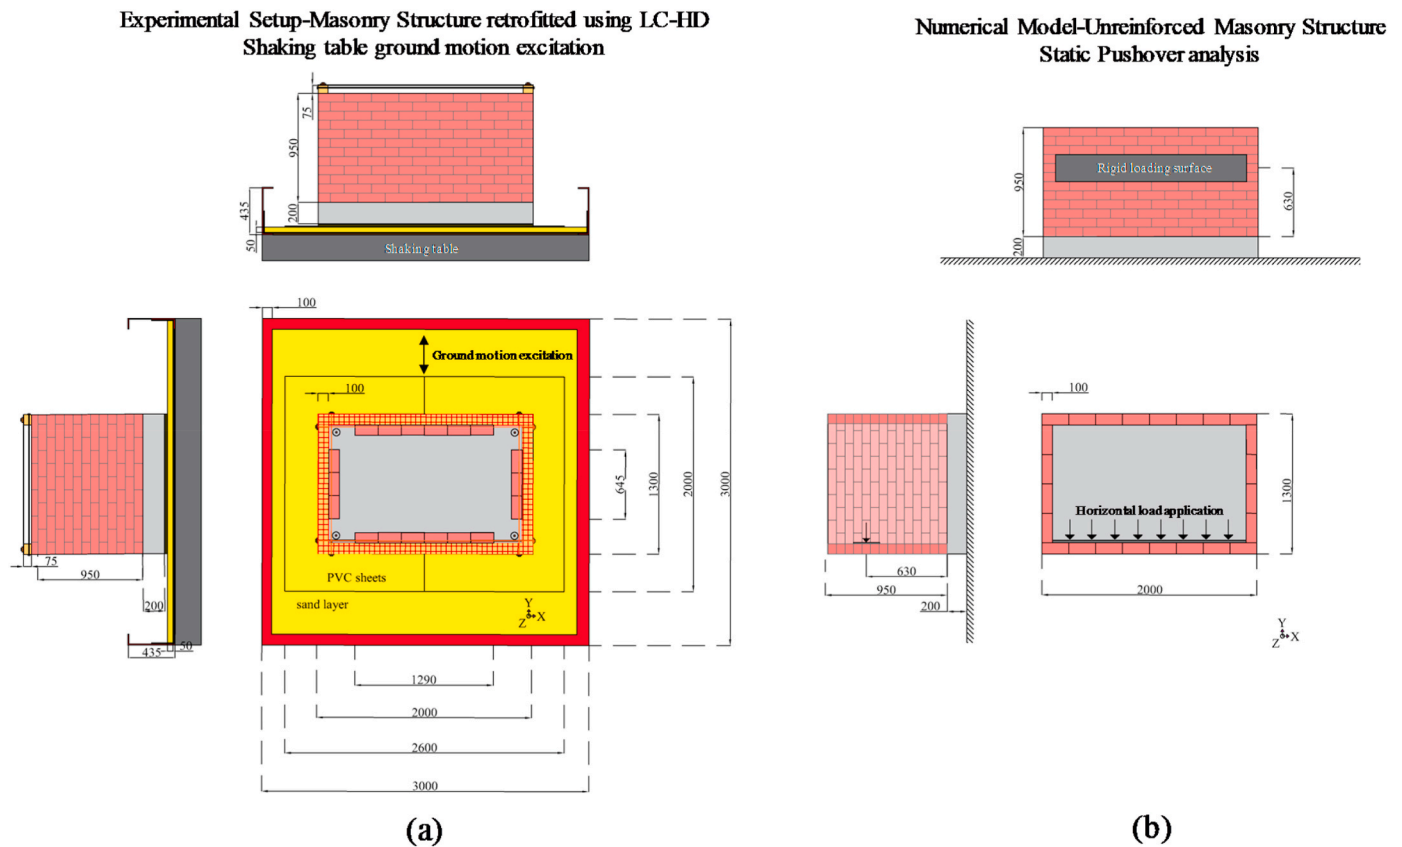 Experimental Setup-Masonry Structure retrofitted using LC-HD
Shaking table ground motion excitation
75
950
200
435
50
Shaking table
100
Ground motion excitation
100
645
1300
2000
3000
PVC sheets
sand layer
Y
Z
X
75
950
200
50
435
1290
2000
2600
3000
(a)
Numerical Model-Unreinforced Masonry Structure
Static Pushover analysis
Rigid loading surface
950
630
200
100
Horizontal load application
1300
630
950
200
2000
Y
Z
X
(b)